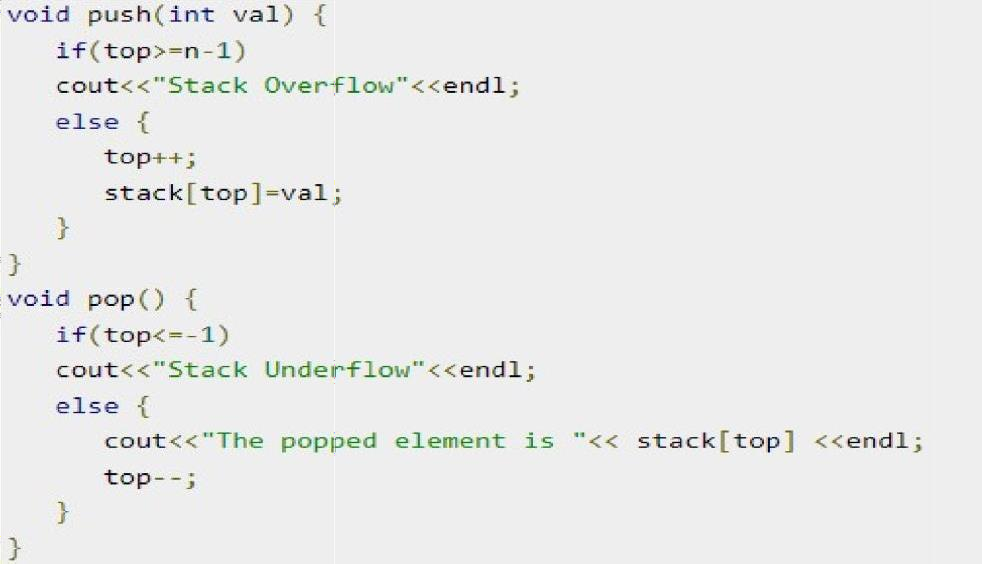 void push(int val) {
   if(top>=n-1)
   cout<<"Stack Overflow"<<endl;
   else {
      top++;
      stack[top]=val;
   }
}
void pop() {
   if(top<=-1)
   cout<<"Stack Underflow"<<endl;
   else {
      cout<<"The popped element is "<< stack[top] <<endl;
      top--;
   }
}